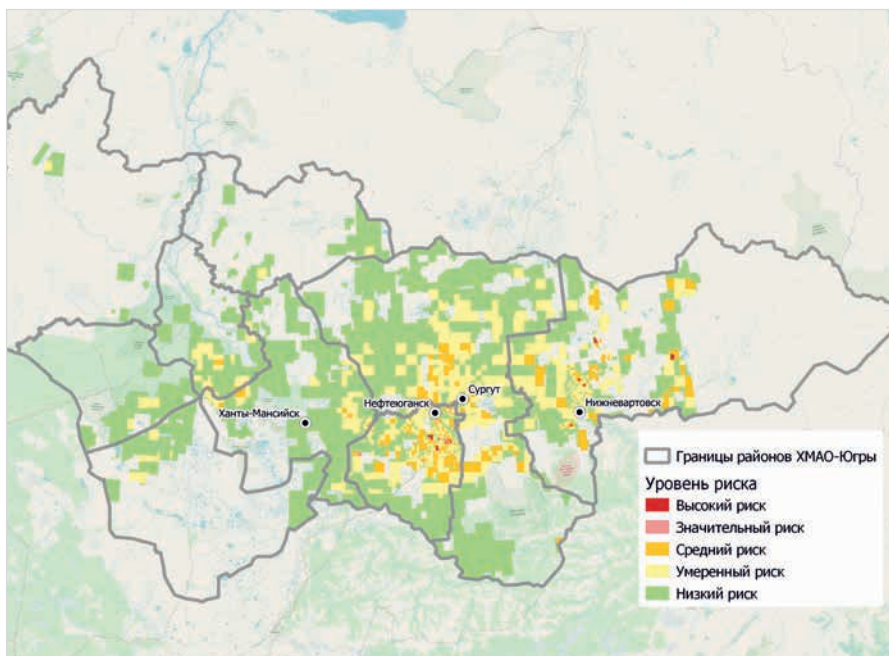 Сургут
Нефтеюганск
Нижневартовск
Ханты-Мансийск
Границы районов ХМАО-Югры
Уровень риска
Высокий риск
Значительный риск
Средний риск
Умеренный риск
Низкий риск